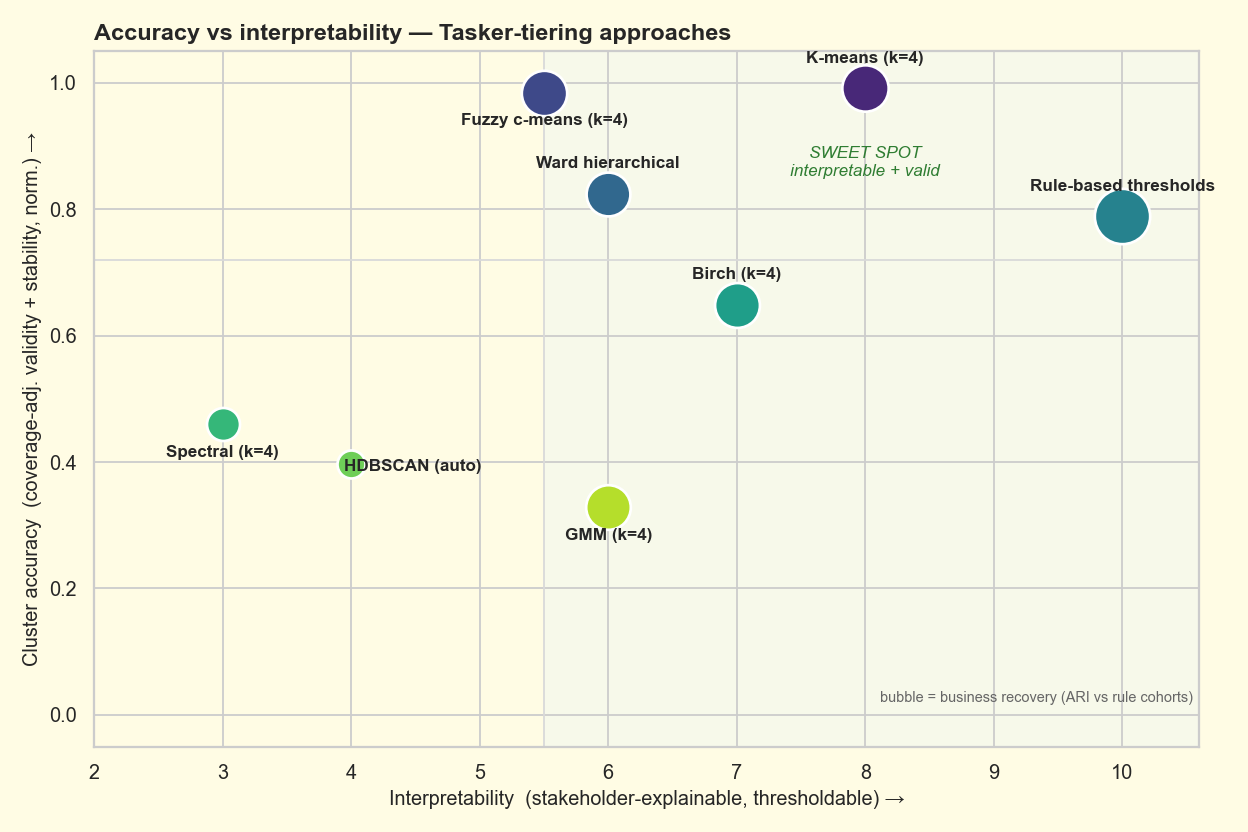 Accuracy vs interpretability — Tasker-tiering approaches
K-means (k=4)
Fuzzy c-means (k=4)
SWEET SPOT
interpretable + valid
Ward hierarchical
Rule-based thresholds
Birch (k=4)
Spectral (k=4)
HDBSCAN (auto)
GMM (k=4)
bubble = business recovery (ARI vs rule cohorts)
Cluster accuracy (coverage-adj. validity + stability, norm.) →
1.0
0.8
0.6
0.4
0.2
0.0
2 3 4 5 6 7 8 9 10
Interpretability (stakeholder-explainable, thresholdable) →